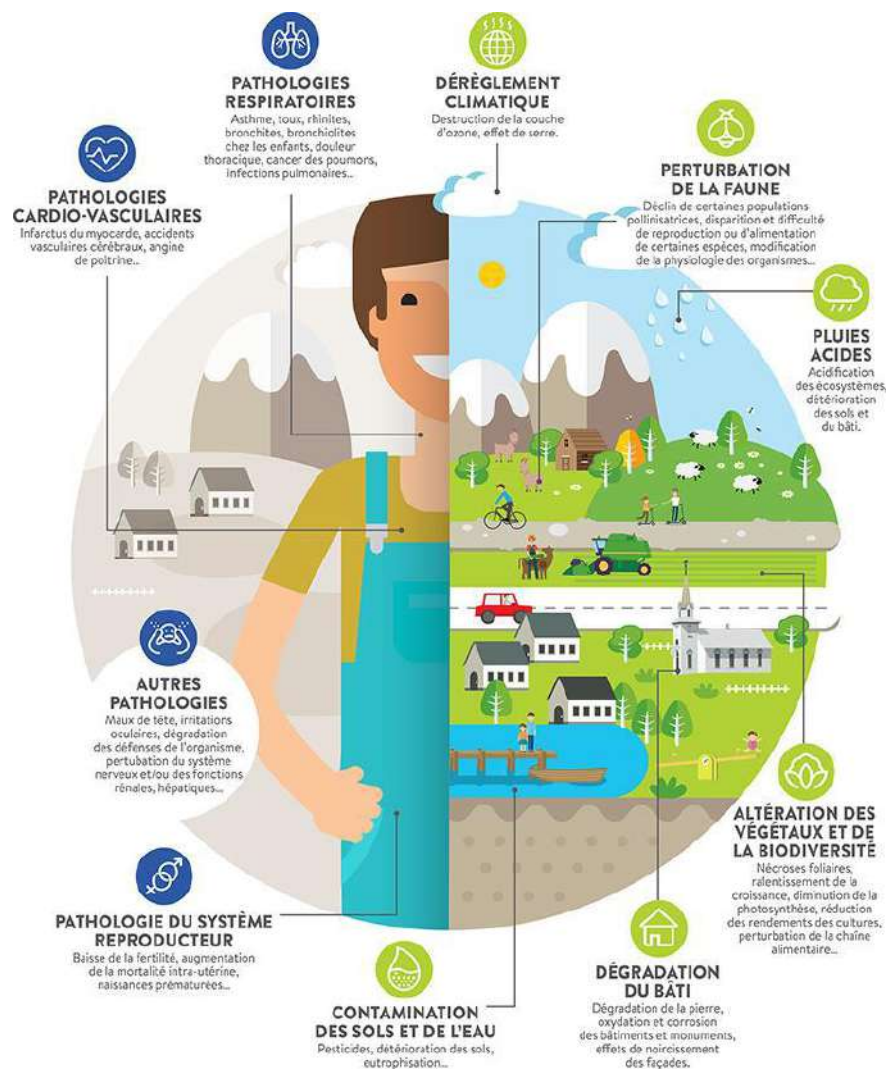 PATHOLOGIES
RESPIRATOIRES
Asthme, toux, rhinites,
bronchites, bronchiolites
chez les enfants, douleur
thoracique, cancer des poumons,
infections pulmonaires...
DÉRÈGLEMENT
CLIMATIQUE
Destruction de la couche
d'ozone, effet de serre.
PATHOLOGIES
CARDIO-VASCULAIRES
Infarctus du myocarde, accidents
vasculaires cérébraux, angine
de poitrine...
PERTURBATION
DE LA FAUNE
Déclin de certaines populations
pollinisatrices, disparition et difficulté
de reproduction ou d'alimentation
de certaines espèces, modification
de la physiologie des organismes...
PLUIES
ACIDES
Acidification
des écosystèmes,
détérioration
des sols et
du bâti.
AUTRES
PATHOLOGIES
Maux de tête, irritations
oculaires, dégradation
des défenses de l'organisme,
pertubation du système
nerveux et/ou des fonctions
rénales, hépatiques...
ALTÉRATION DES
VÉGÉTAUX ET DE
LA BIODIVERSITÉ
Nécroses foliaires,
ralentissement de la
croissance, diminution de la
photosynthèse, réduction
des rendements des cultures,
perturbation de la chaîne
alimentaire...
PATHOLOGIE DU SYSTÈME
REPRODUCTEUR
Baisse de la fertilité, augmentation
de la mortalité intra-utérine,
naissances prématurées...
CONTAMINATION
DES SOLS ET DE L'EAU
Pesticides, détérioration des sols,
eutrophisation...
DÉGRADATION
DU BÂTI
Dégradation de la pierre,
oxydation et corrosion
des bâtiments et monuments,
effets de noircissement
des façades.